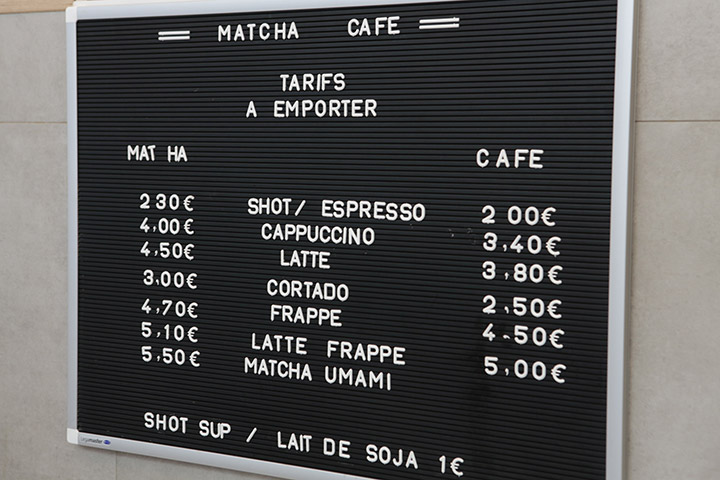 MATCHA CAFE
TARIFS
A EMPORTER
MAT HA CAFE
2 30€ SHOT/ ESPRESSO 2 00€
4,00€ CAPPUCCINO 3,40€
4,50€ LATTE 3,80€
3,00€ CORTADO 2,50€
4,70€ FRAPPE 4-50€
5,10€ LATTE FRAPPE 5,00€
5,50€ MATCHA UMAMI
SHOT SUP / LAIT DE SOJA 1€